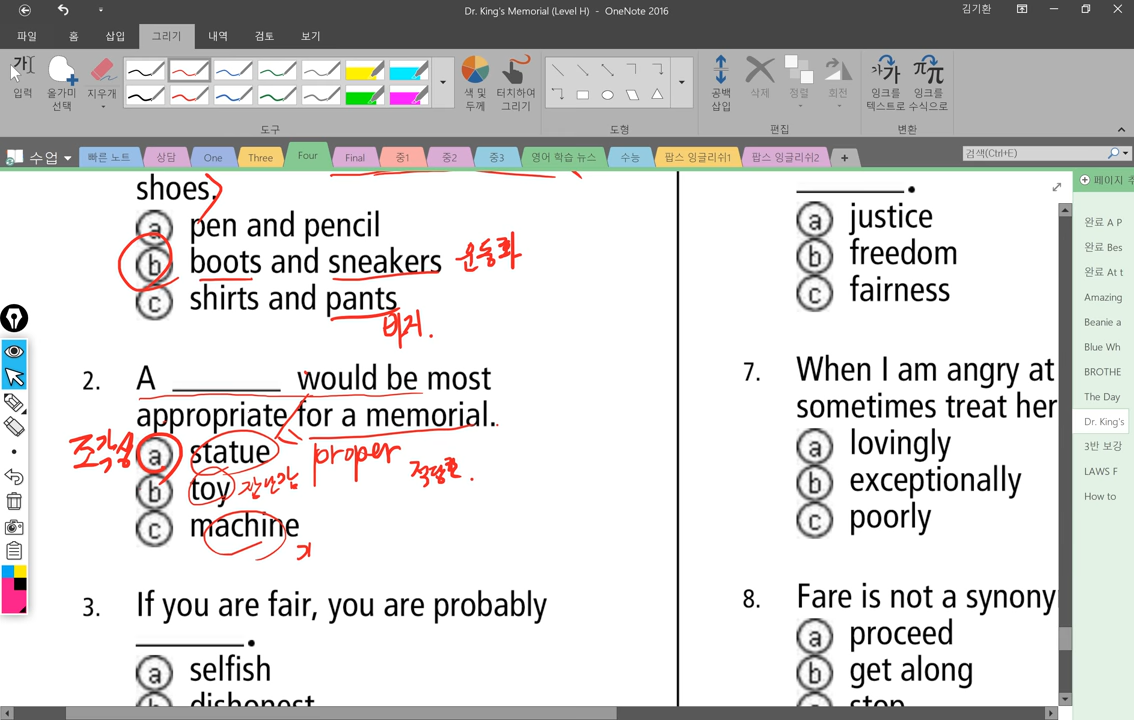 Dr. King's Memorial (Level H) - OneNote 2016
김기환
파일 홈 삽입 그리기 내역 검토 보기
가
입력
올가미 선택
지우개
색 및 두께
터치하여 그리기
공백 삽입
삭제
정렬
회전
가 가
잉크를 텍스트로
π π
잉크를 수식으로
도구 도형 편집 변환
수업 빠른 노트 상담 One Three Four Final 중1 중2 중3 영어 학습 뉴스 수능 팝스 잉글리쉬1 팝스 잉글리쉬2 +
검색(Ctrl+E)
shoes.
a pen and pencil
b boots and sneakers 운동화
c shirts and pants
바지.
2. A ________ would be most
appropriate for a memorial.
조각상 a statue proper 적당한.
b toy 장난감
c machine
기
3. If you are fair, you are probably
________.
a selfish
b dishonest
________.
a justice
b freedom
c fairness
7. When I am angry at
sometimes treat her
a lovingly
b exceptionally
c poorly
8. Fare is not a synony
a proceed
b get along
c stop
페이지 추
완료 A P
완료 Bes
완료 At t
Amazing
Beanie a
Blue Wh
BROTHE
The Day
Dr. King's
3반 보강
LAWS F
How to